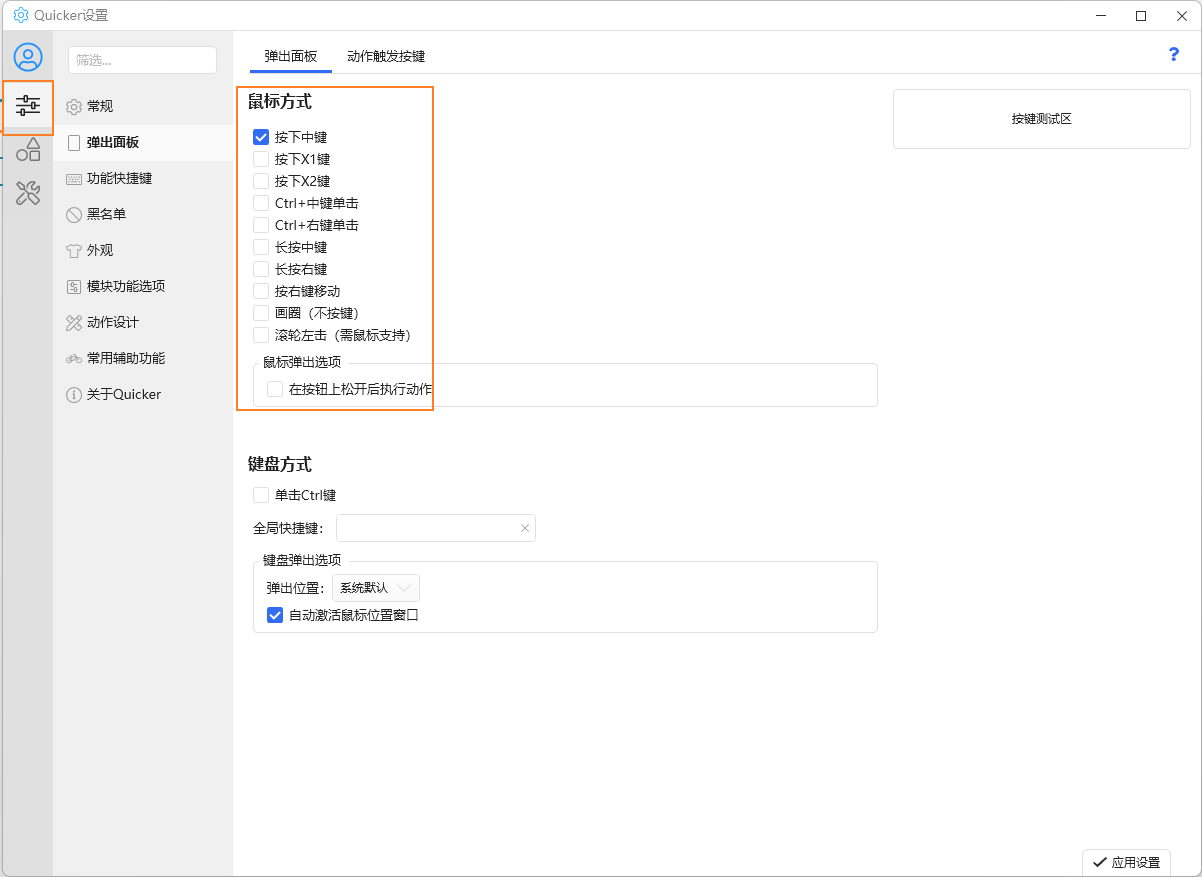 Quicker设置
筛选...
常规
弹出面板
功能快捷键
黑名单
外观
模块功能选项
动作设计
常用辅助功能
关于Quicker
弹出面板
动作触发按键
?
鼠标方式
按下中键
按下X1键
按下X2键
Ctrl+中键单击
Ctrl+右键单击
长按中键
长按右键
按右键移动
画圈（不按键）
滚轮左击（需鼠标支持）
鼠标弹出选项
在按钮上松开后执行动作
按键测试区
键盘方式
单击Ctrl键
全局快捷键：
键盘弹出选项
弹出位置： 系统默认
自动激活鼠标位置窗口
应用设置